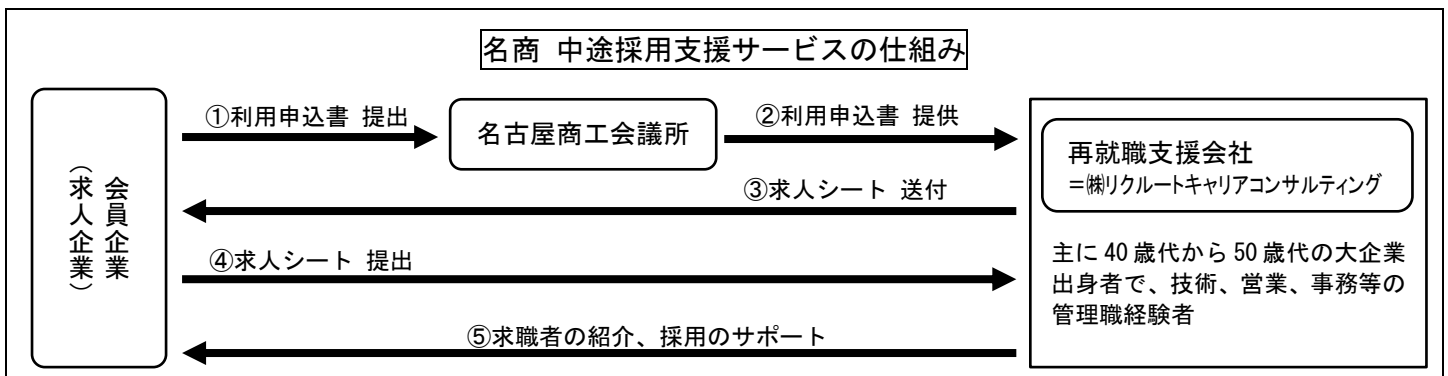 名商 中途採用支援サービスの仕組み
会員企業
（求人企業）
①利用申込書 提出
名古屋商工会議所
②利用申込書 提供
再就職支援会社
＝㈱リクルートキャリアコンサルティング
③求人シート 送付
④求人シート 提出
主に 40 歳代から 50 歳代の大企業
出身者で、技術、営業、事務等の
管理職経験者
⑤求職者の紹介、採用のサポート